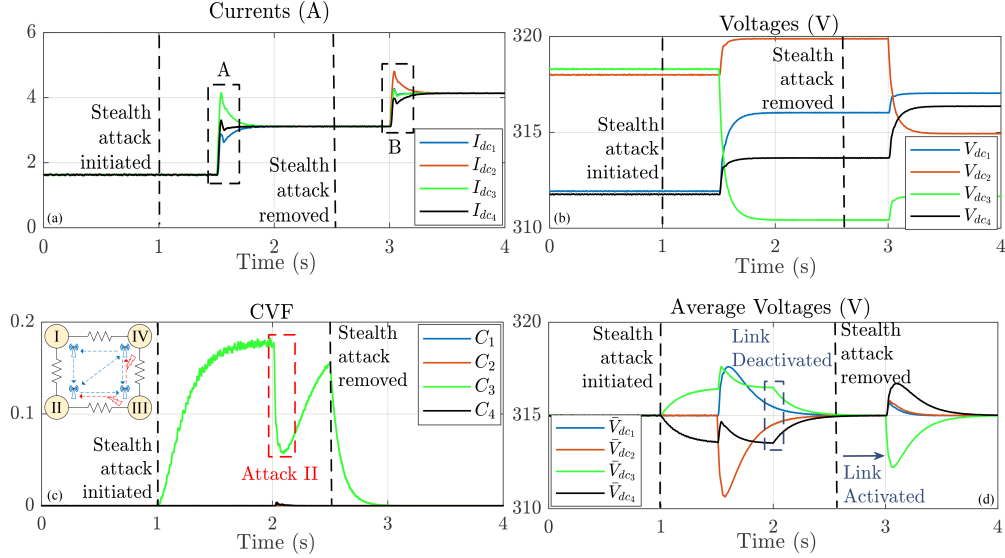 Currents (A)
6
4
2
0
A
B
Stealth
attack
initiated
Stealth
attack
removed
I_{dc_1}
I_{dc_2}
I_{dc_3}
I_{dc_4}
(a)
0
1
2
3
4
Time (s)
Voltages (V)
320
315
310
Stealth
attack
initiated
Stealth
attack
removed
V_{dc_1}
V_{dc_2}
V_{dc_3}
V_{dc_4}
(b)
0
1
2
3
4
Time (s)
CVF
0.2
0.1
0
I
IV
II
III
Stealth
attack
initiated
Attack II
Stealth
attack
removed
C_1
C_2
C_3
C_4
(c)
0
1
2
3
4
Time (s)
Average Voltages (V)
320
315
310
Stealth
attack
initiated
Link
Deactivated
Stealth
attack
removed
V̄_{dc_1}
V̄_{dc_2}
V̄_{dc_3}
V̄_{dc_4}
Link
Activated
(d)
0
1
2
3
4
Time (s)